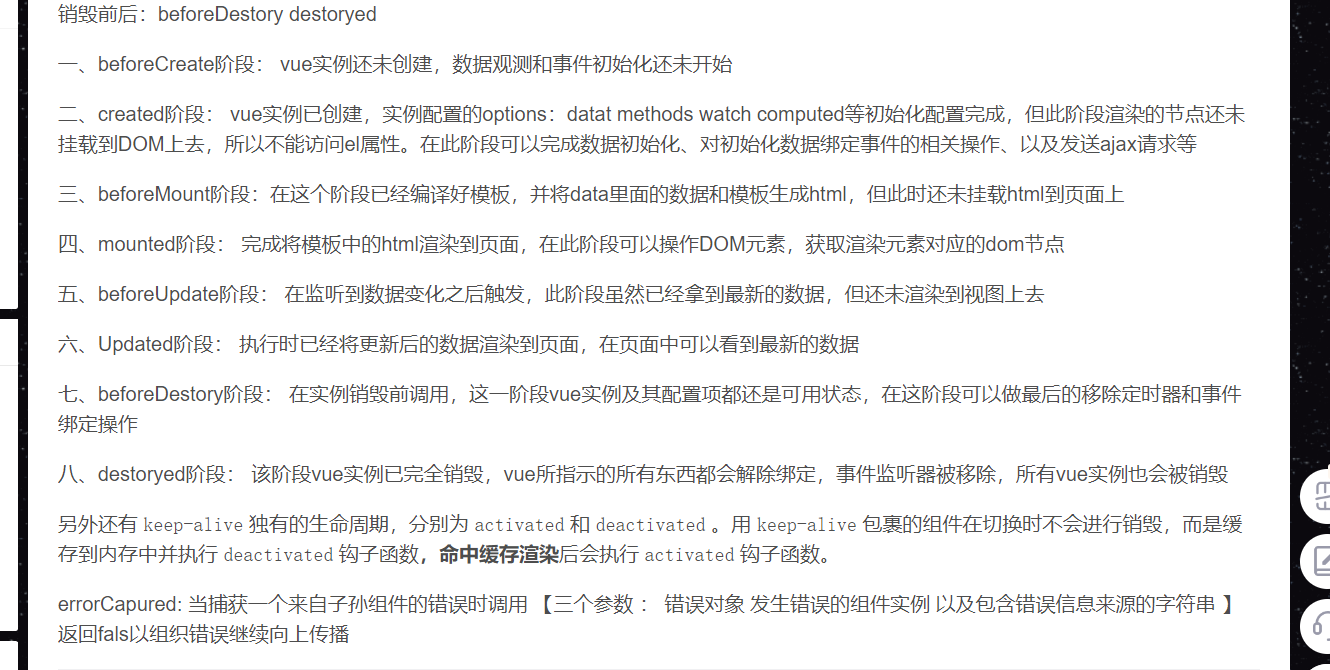 销毁前后：beforeDestory destoryed
一、beforeCreate阶段： vue实例还未创建，数据观测和事件初始化还未开始
二、created阶段： vue实例已创建，实例配置的options：datat methods watch computed等初始化配置完成，但此阶段渲染的节点还未
挂载到DOM上去，所以不能访问el属性。在此阶段可以完成数据初始化、对初始化数据绑定事件的相关操作、以及发送ajax请求等
三、beforeMount阶段：在这个阶段已经编译好模板，并将data里面的数据和模板生成html，但此时还未挂载html到页面上
四、mounted阶段： 完成将模板中的html渲染到页面，在此阶段可以操作DOM元素，获取渲染元素对应的dom节点
五、beforeUpdate阶段： 在监听到数据变化之后触发，此阶段虽然已经拿到最新的数据，但还未渲染到视图上去
六、Updated阶段： 执行时已经将更新后的数据渲染到页面，在页面中可以看到最新的数据
七、beforeDestory阶段： 在实例销毁前调用，这一阶段vue实例及其配置项都还是可用状态，在这阶段可以做最后的移除定时器和事件
绑定操作
八、destoryed阶段： 该阶段vue实例已完全销毁，vue所指示的所有东西都会解除绑定，事件监听器被移除，所有vue实例也会被销毁
另外还有 keep-alive 独有的生命周期，分别为 activated 和 deactivated 。用 keep-alive 包裹的组件在切换时不会进行销毁，而是缓
存到内存中并执行 deactivated 钩子函数，命中缓存渲染后会执行 activated 钩子函数。
errorCapured: 当捕获一个来自子孙组件的错误时调用 【三个参数 ： 错误对象 发生错误的组件实例 以及包含错误信息来源的字符串 】
返回fals以组织错误继续向上传播